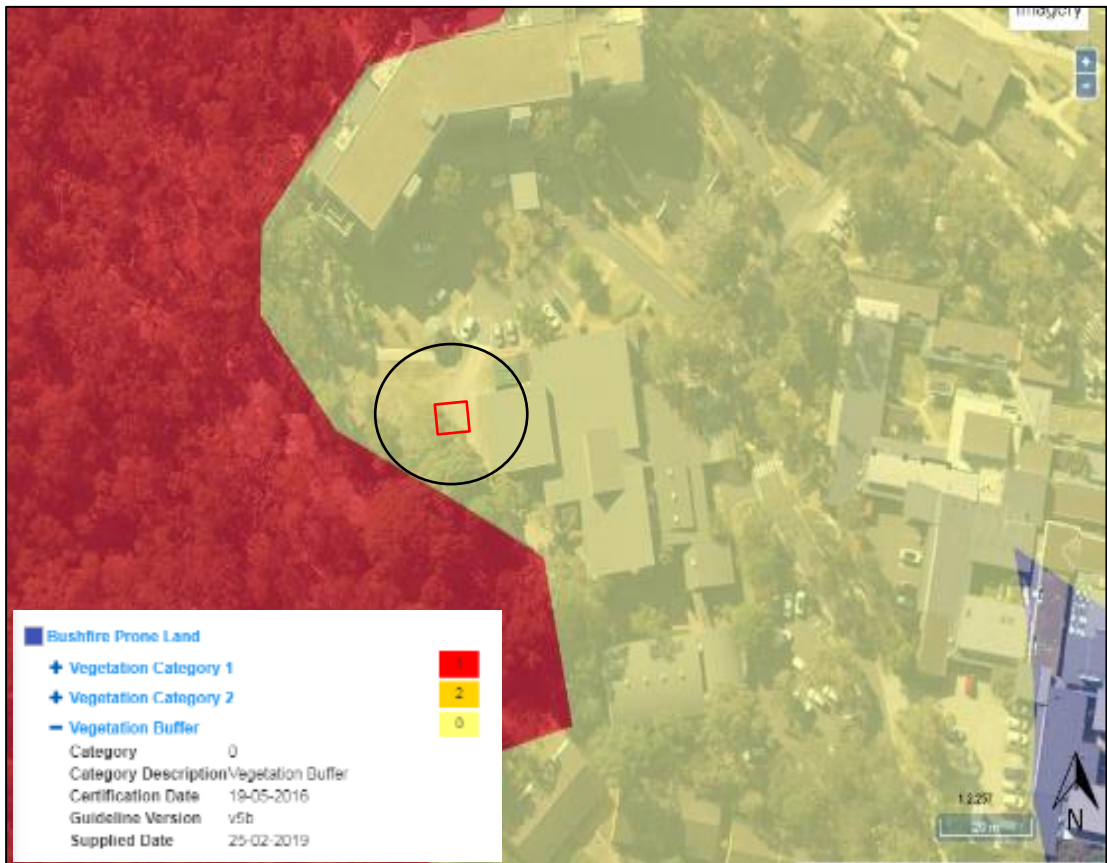 Imagery
+
-
Bushfire Prone Land
+ Vegetation Category 1 1
+ Vegetation Category 2 2
- Vegetation Buffer 0
Category 0
Category Description Vegetation Buffer
Certification Date 19-05-2016
Guideline Version v5b
Supplied Date 25-02-2019
20 m
N